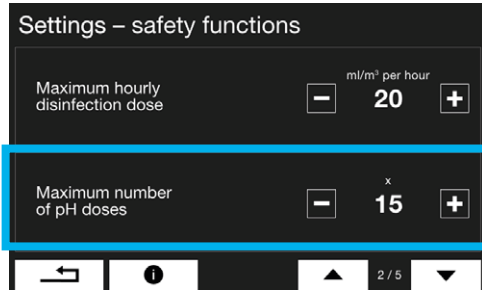 Settings – safety functions
Maximum hourly
disinfection dose
ml/m³ per hour
− 20 +
Maximum number
of pH doses
x
− 15 +
i
2/5